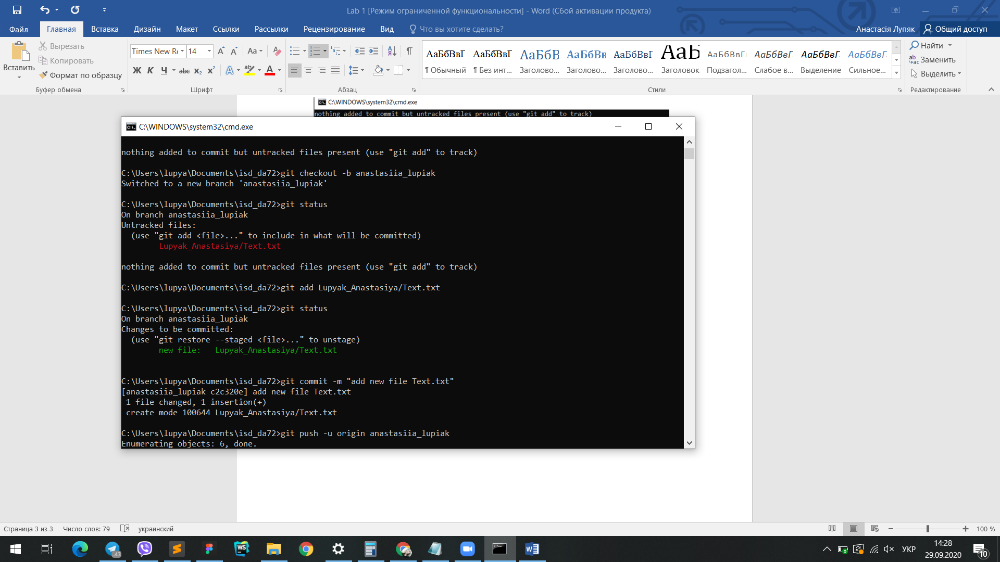 Lab 1 [Режим ограниченной функциональности] - Word (Сбой активации продукта)
Файл Главная Вставка Дизайн Макет Ссылки Рассылки Рецензирование Вид Что вы хотите сделать? Анастасія Лупяк Общий доступ
Вставить
Вырезать
Копировать
Формат по образцу
Буфер обмена
Times New Rc 14
Aa
Ж К Ч abc x₂ x²
Шрифт
Абзац
АаБбВвГ АаБбВвГ АаБбВ АаБбВв АаБбВвГ АаБ АаБбВвГг АаБбВвГг АаБбВвГг АаБбВвГг
¶ Обычный ¶ Без инт... Заголово... Заголово... Заголово... Заголовок Подзагол... Слабое в... Выделение Сильное...
Стили
Найти
Заменить
Выделить
Редактирование
C:\WINDOWS\system32\cmd.exe
nothing added to commit but untracked files present (use "git add" to track)
C:\WINDOWS\system32\cmd.exe
nothing added to commit but untracked files present (use "git add" to track)
C:\Users\lupya\Documents\isd_da72>git checkout -b anastasiia_lupiak
Switched to a new branch 'anastasiia_lupiak'
C:\Users\lupya\Documents\isd_da72>git status
On branch anastasiia_lupiak
Untracked files:
(use "git add <file>..." to include in what will be committed)
Lupyak_Anastasiya/Text.txt
nothing added to commit but untracked files present (use "git add" to track)
C:\Users\lupya\Documents\isd_da72>git add Lupyak_Anastasiya/Text.txt
C:\Users\lupya\Documents\isd_da72>git status
On branch anastasiia_lupiak
Changes to be committed:
(use "git restore --staged <file>..." to unstage)
new file:   Lupyak_Anastasiya/Text.txt
C:\Users\lupya\Documents\isd_da72>git commit -m "add new file Text.txt"
[anastasiia_lupiak c2c320e] add new file Text.txt
1 file changed, 1 insertion(+)
create mode 100644 Lupyak_Anastasiya/Text.txt
C:\Users\lupya\Documents\isd_da72>git push -u origin anastasiia_lupiak
Enumerating objects: 6, done.
Страница 3 из 3 Число слов: 79 украинский 100 %
43
УКР
14:28
29.09.2020
10